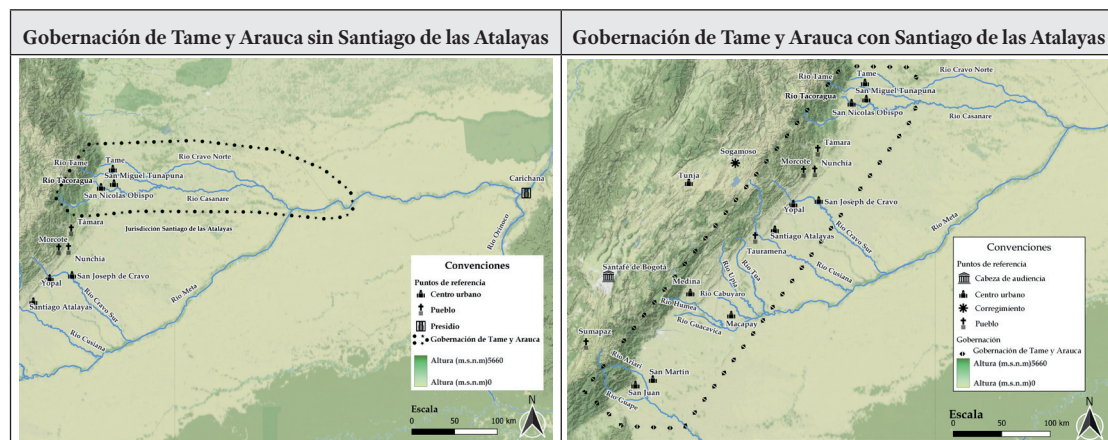 Gobernación de Tame y Arauca sin Santiago de las Atalayas
Gobernación de Tame y Arauca con Santiago de las Atalayas
Río Tame
Tame
Río Cravo Norte
Río Tacoragua
San Miguel Tunapuna
San Nicolas Obispo
Río Casanare
Jurisdicción Santiago de las Atalayas
Támara
Morcote
Nunchia
San Joseph de Cravo
Yopal
Santiago Atalayas
Río Cravo Sur
Río Cusiana
Río Meta
Carichana
Río Orinoco
Convenciones
Puntos de referencia
Centro urbano
Pueblo
Presidio
Gobernación de Tame y Arauca
Altura (m.s.n.m)5660
Altura (m.s.n.m)0
Escala
0 50 100 km
N
Río Tame
Tame
Río Cravo Norte
Río Tacoragua
San Miguel Tunapuna
San Nicolas Obispo
Río Casanare
Sogamoso
Támara
Morcote
Nunchia
Tunja
San Joseph de Cravo
Yopal
Santiago Atalayas
Río Cravo Sur
Tauramena
Río Meta
Santafé de Bogotá
Río Upía
Río Túa
Río Cusiana
Medina
Río Cabuyaro
Río Humea
Macapay
Río Guacavica
Sumapaz
Río Ariari
San Martín
San Juan
Río Guape
Convenciones
Puntos de referencia
Cabeza de audiencia
Centro urbano
Corregimiento
Pueblo
Gobernación
Gobernación de Tame y Arauca
Altura (m.s.n.m)5660
Altura (m.s.n.m)0
Escala
0 50 100 km
N